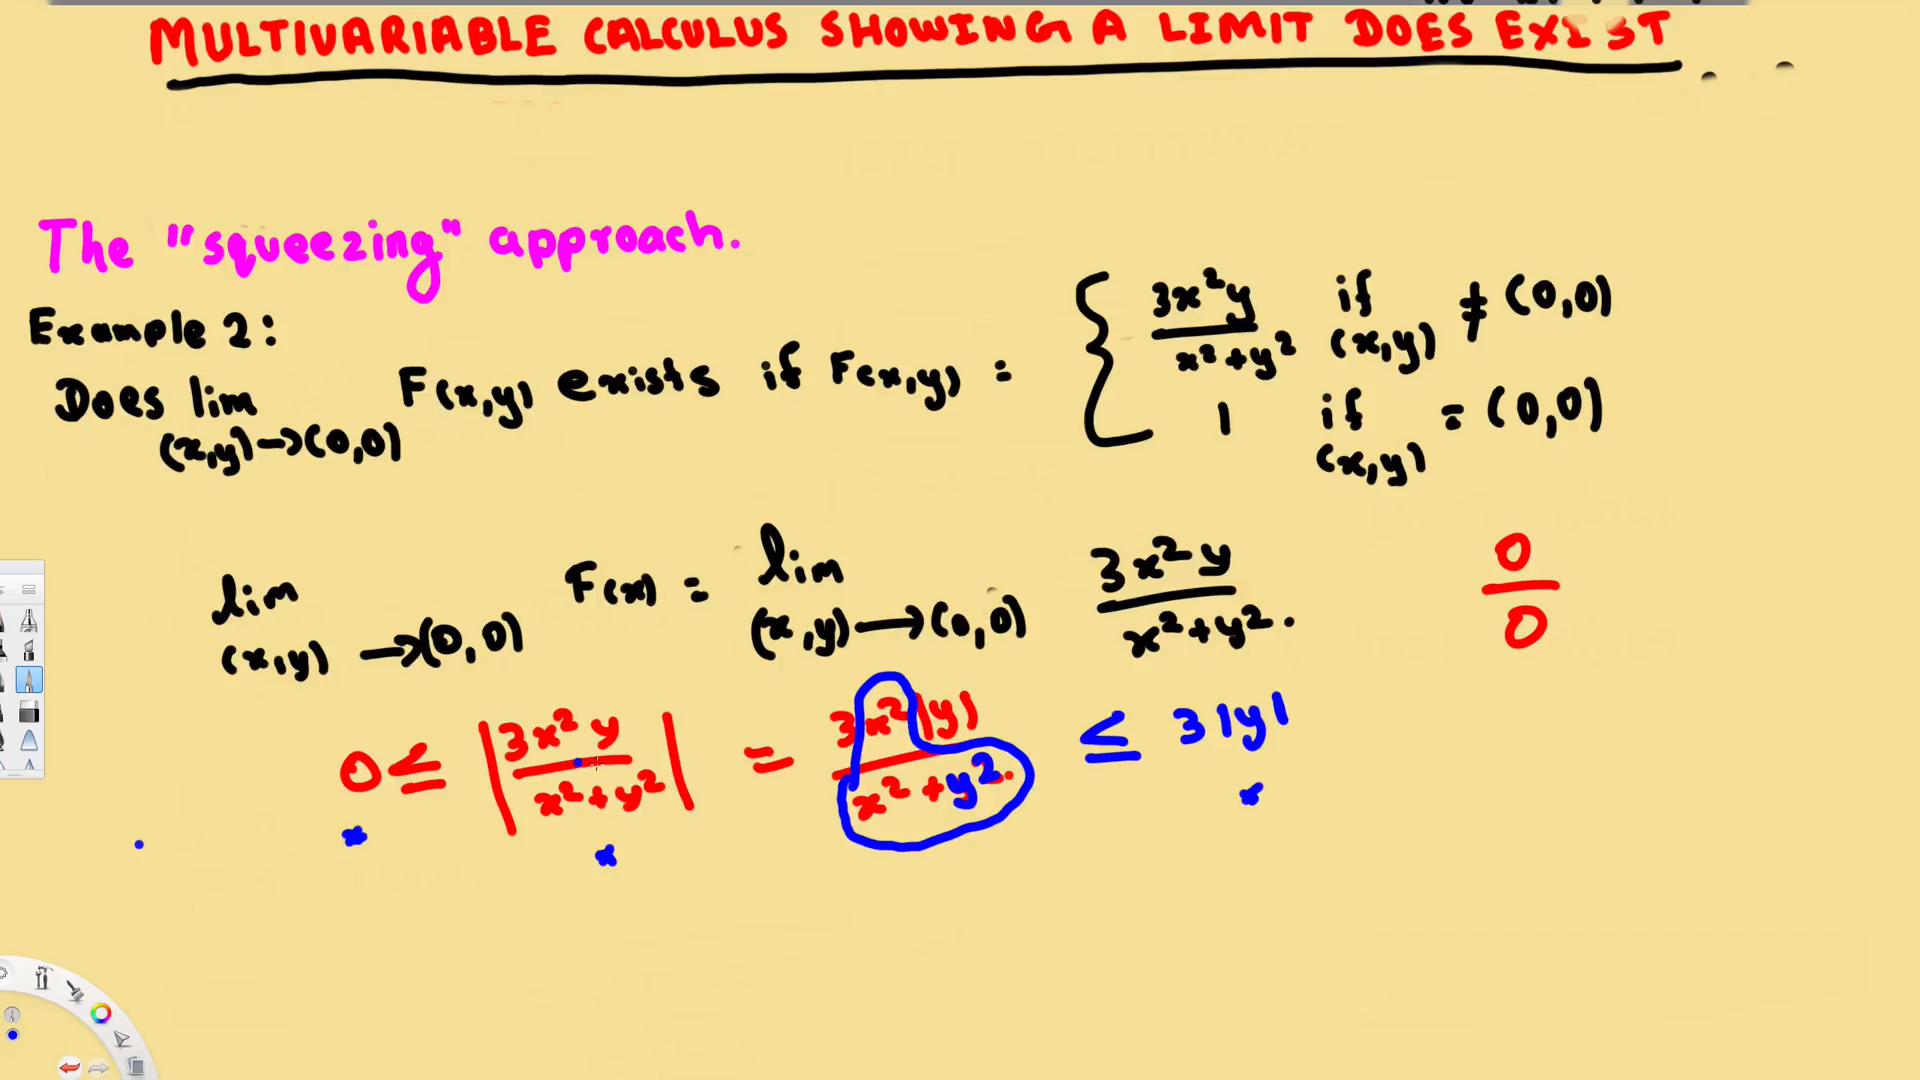 MULTIVARIABLE CALCULUS SHOWING A LIMIT DOES EXIST
The "squeezing" approach.
Example 2:
Does lim (x,y)→(0,0) F(x,y) exists if F(x,y) = { 3x²y / x²+y² if (x,y) ≠ (0,0)
1 if (x,y) = (0,0)
lim (x,y)→(0,0) F(x) = lim (x,y)→(0,0) 3x²y / x²+y². 0/0
0 ≤ |3x²y / x²+y²| = 3x²|y| / x²+y². ≤ 3|y|